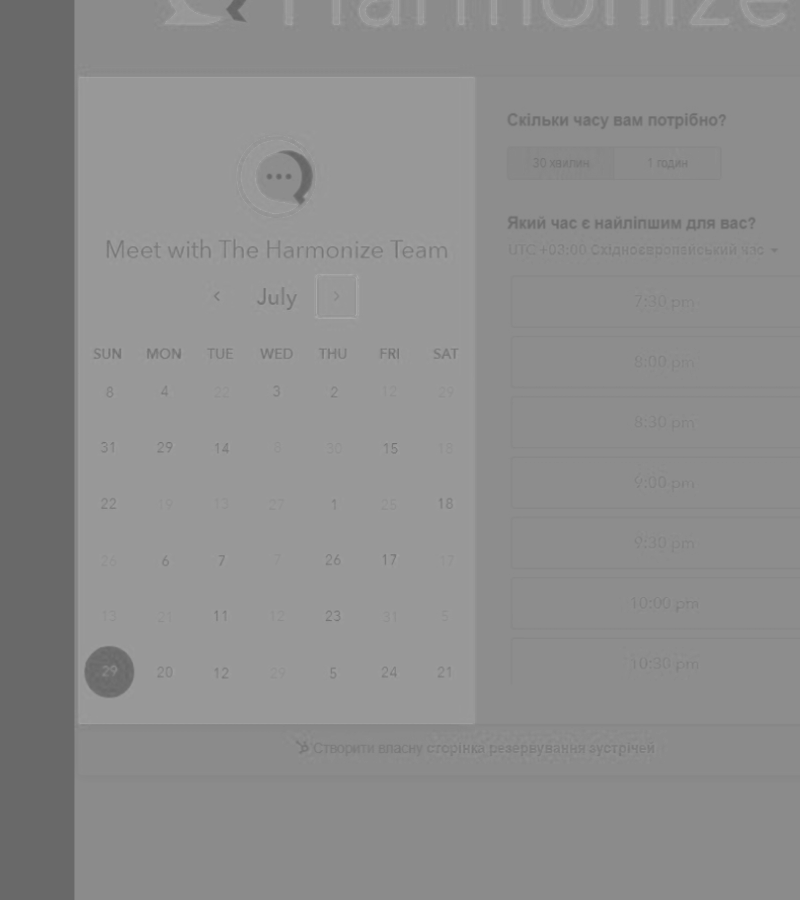 Harmonize
Meet with The Harmonize Team
July
SUN MON TUE WED THU FRI SAT
8 4 22 3 2 12 29
31 29 14 6 30 15 18
22 19 13 27 1 25 18
26 6 7 7 26 17 17
13 21 11 12 23 31 5
29 20 12 29 5 24 21
Скільки часу вам потрібно?
30 хвилин 1 годин
Який час є найліпшим для вас?
UTC +03:00 Східноєвропейський час
7:30 pm
8:00 pm
8:30 pm
9:00 pm
9:30 pm
10:00 pm
10:30 pm
Створити власну сторінка резервування зустрічей